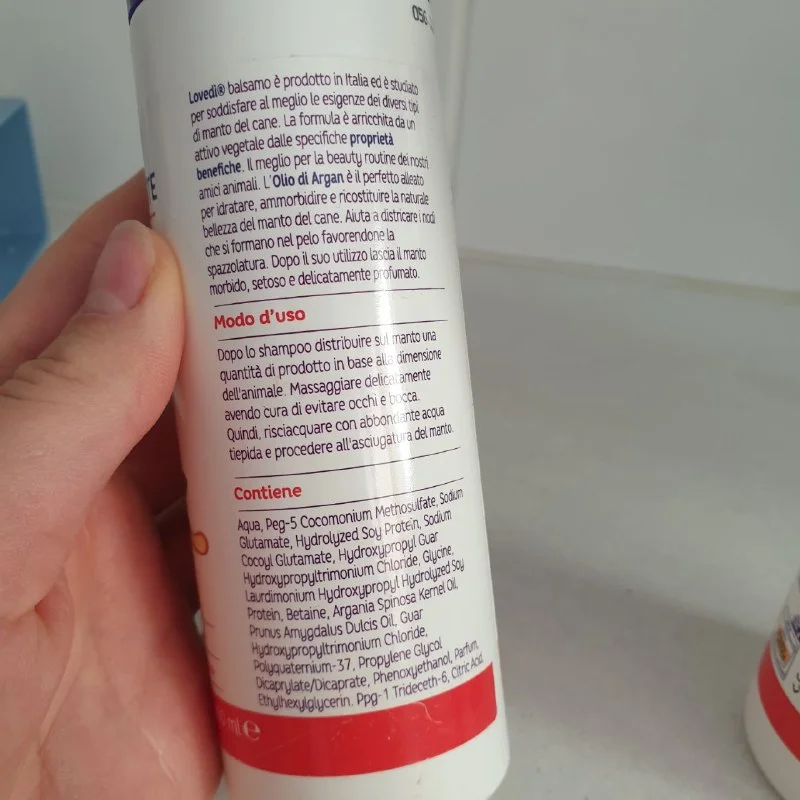 056
Lovedì® balsamo è prodotto in Italia ed è studiato
per soddisfare al meglio le esigenze dei diversi tipi
di manto del cane. La formula è arricchita da un
attivo vegetale dalle specifiche proprietà
benefiche. Il meglio per la beauty routine dei nostri
amici animali. L'Olio di Argan è il perfetto alleato
per idratare, ammorbidire e ricostituire la naturale
bellezza del manto del cane. Aiuta a districare i nodi
che si formano nel pelo favorendone la
spazzolatura. Dopo il suo utilizzo lascia il manto
morbido, setoso e delicatamente profumato.
Modo d'uso
Dopo lo shampoo distribuire sul manto una
quantità di prodotto in base alla dimensione
dell'animale. Massaggiare delicatamente
avendo cura di evitare occhi e bocca.
Quindi, risciacquare con abbondante acqua
tiepida e procedere all'asciugatura del manto.
Contiene
Aqua, Peg-5 Cocomonium Methosulfate, Sodium
Glutamate, Hydrolyzed Soy Protein, Sodium
Cocoyl Glutamate, Hydroxypropyl Guar
Hydroxypropyltrimonium Chloride, Glycine,
Laurdimonium Hydroxypropyl Hydrolyzed Soy
Protein, Betaine, Argania Spinosa Kernel Oil,
Prunus Amygdalus Dulcis Oil, Guar
Hydroxypropyltrimonium Chloride,
Polyquaternium-37, Propylene Glycol
Dicaprylate/Dicaprate, Phenoxyethanol, Parfum,
Ethylhexylglycerin. Ppg-1 Trideceth-6, Citric Acid.
ml e